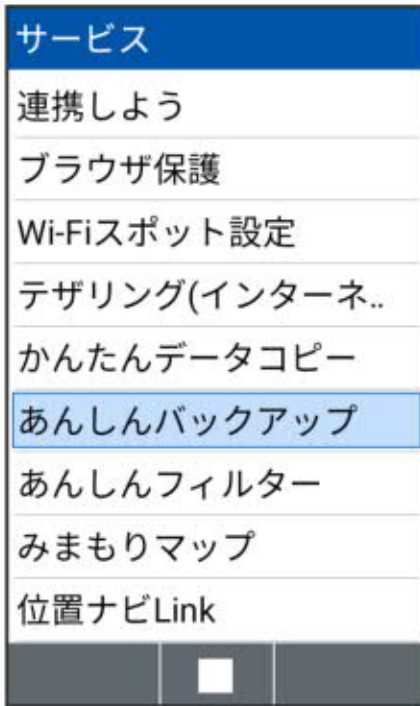 サービス
連携しよう
ブラウザ保護
Wi-Fiスポット設定
テザリング(インターネ..
かんたんデータコピー
あんしんバックアップ
あんしんフィルター
みまもりマップ
位置ナビLink